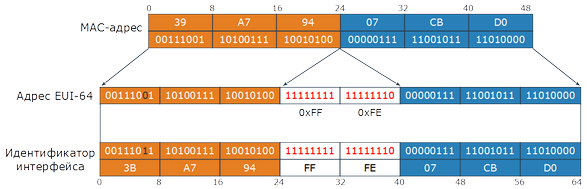 0 8 16 24 32 40 48
39 A7 94 07 CB D0
MAC-адрес
00111001 10100111 10010100 00000111 11001011 11010000
Адрес EUI-64 00111001 10100111 10010100 11111111 11111110 00000111 11001011 11010000
0xFF 0xFE
Идентификатор
интерфейса
00111011 10100111 10010100 11111111 11111110 00000111 11001011 11010000
3B A7 94 FF FE 07 CB D0
0 8 16 24 32 40 48 56 64